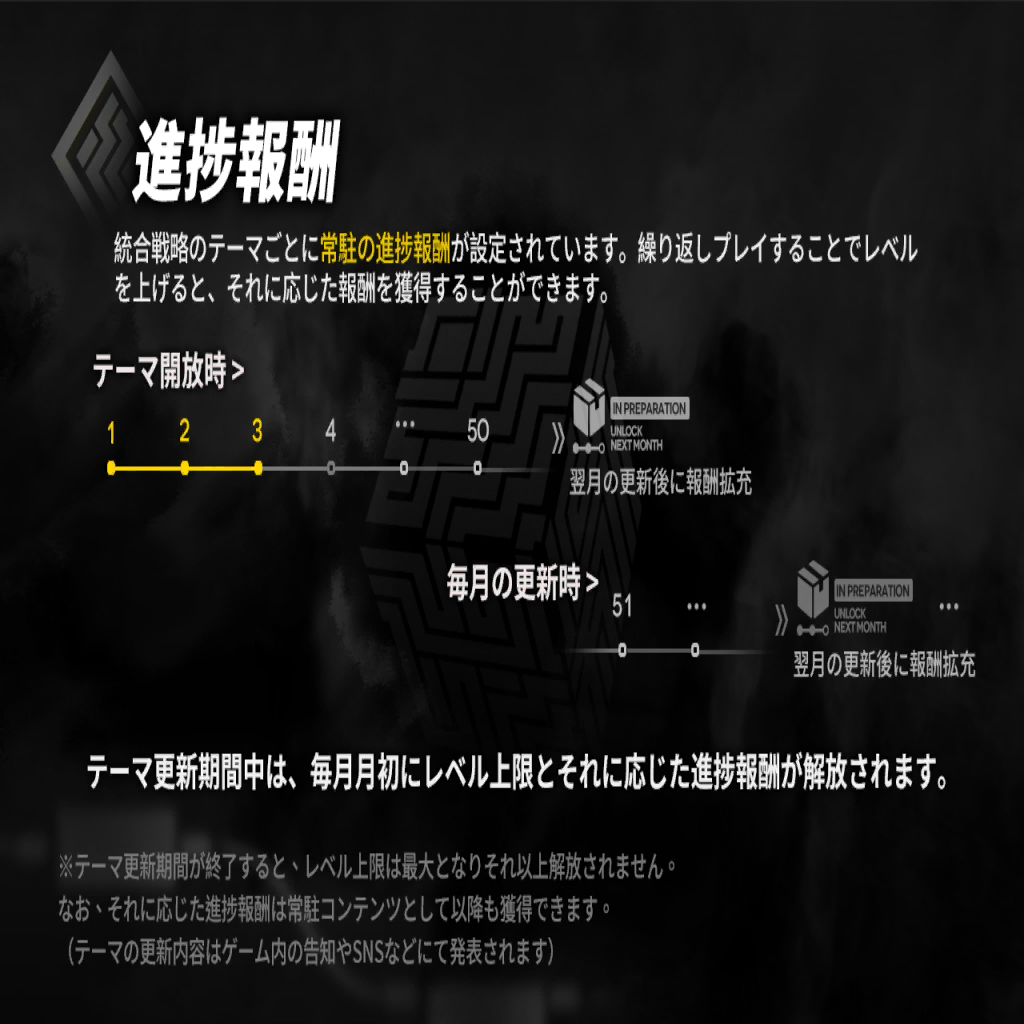 進捗報酬
統合戦略のテーマごとに常駐の進捗報酬が設定されています。繰り返しプレイすることでレベル
を上げると、それに応じた報酬を獲得することができます。
テーマ開放時 >
1 2 3 4 … 50
IN PREPARATION
UNLOCK
NEXT MONTH
翌月の更新後に報酬拡充
毎月の更新時 >
51 …
IN PREPARATION
UNLOCK
NEXT MONTH
…
翌月の更新後に報酬拡充
テーマ更新期間中は、毎月月初にレベル上限とそれに応じた進捗報酬が解放されます。
※テーマ更新期間が終了すると、レベル上限は最大となりそれ以上解放されません。
なお、それに応じた進捗報酬は常駐コンテンツとして以降も獲得できます。
（テーマの更新内容はゲーム内の告知やSNSなどにて発表されます）